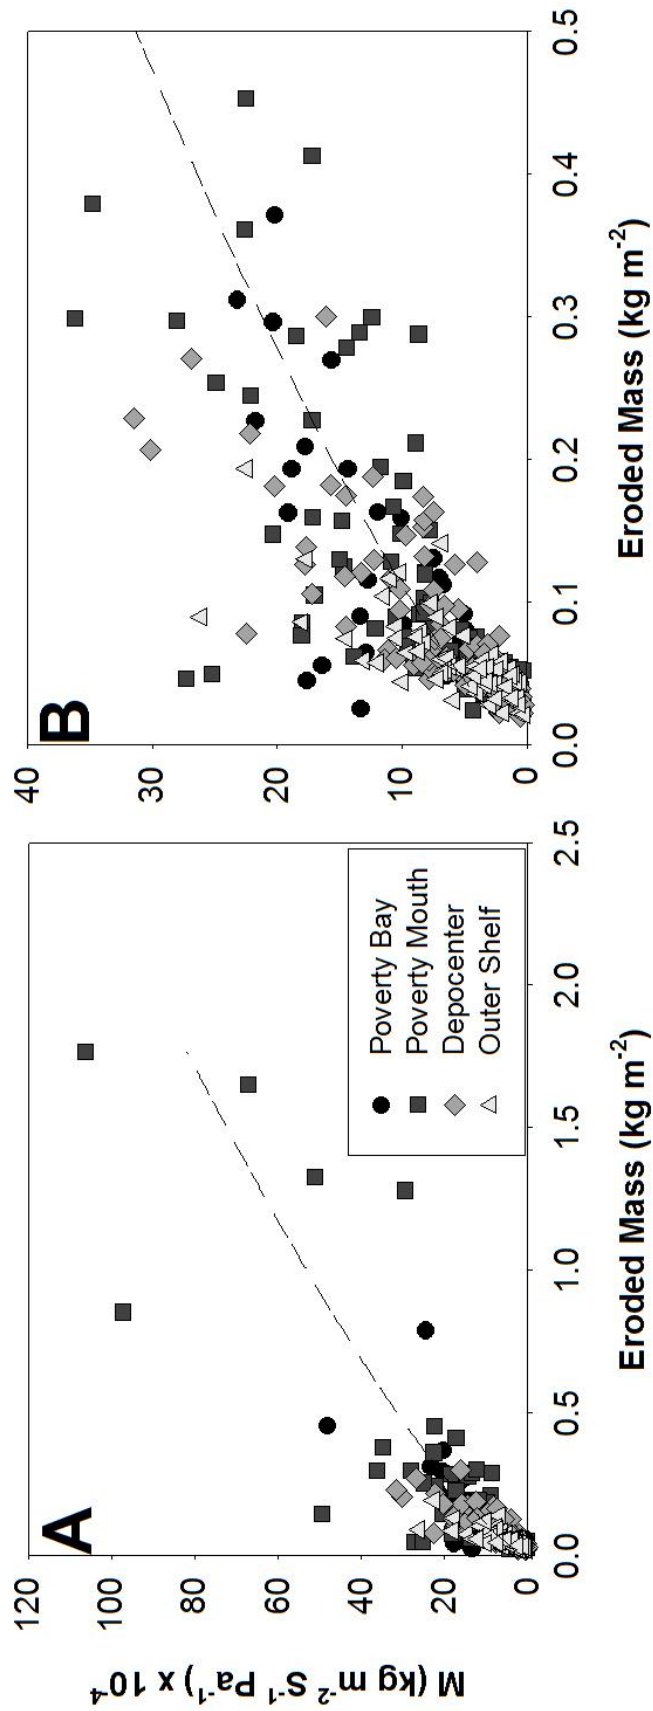 A
120
100
80
60
40
20
0
M (kg m⁻² S⁻¹ Pa⁻¹) x 10⁻⁴
0.0 0.5 1.0 1.5 2.0 2.5
Eroded Mass (kg m⁻²)
Poverty Bay
Poverty Mouth
Depocenter
Outer Shelf
B
40
30
20
10
0
0.0 0.1 0.2 0.3 0.4 0.5
Eroded Mass (kg m⁻²)